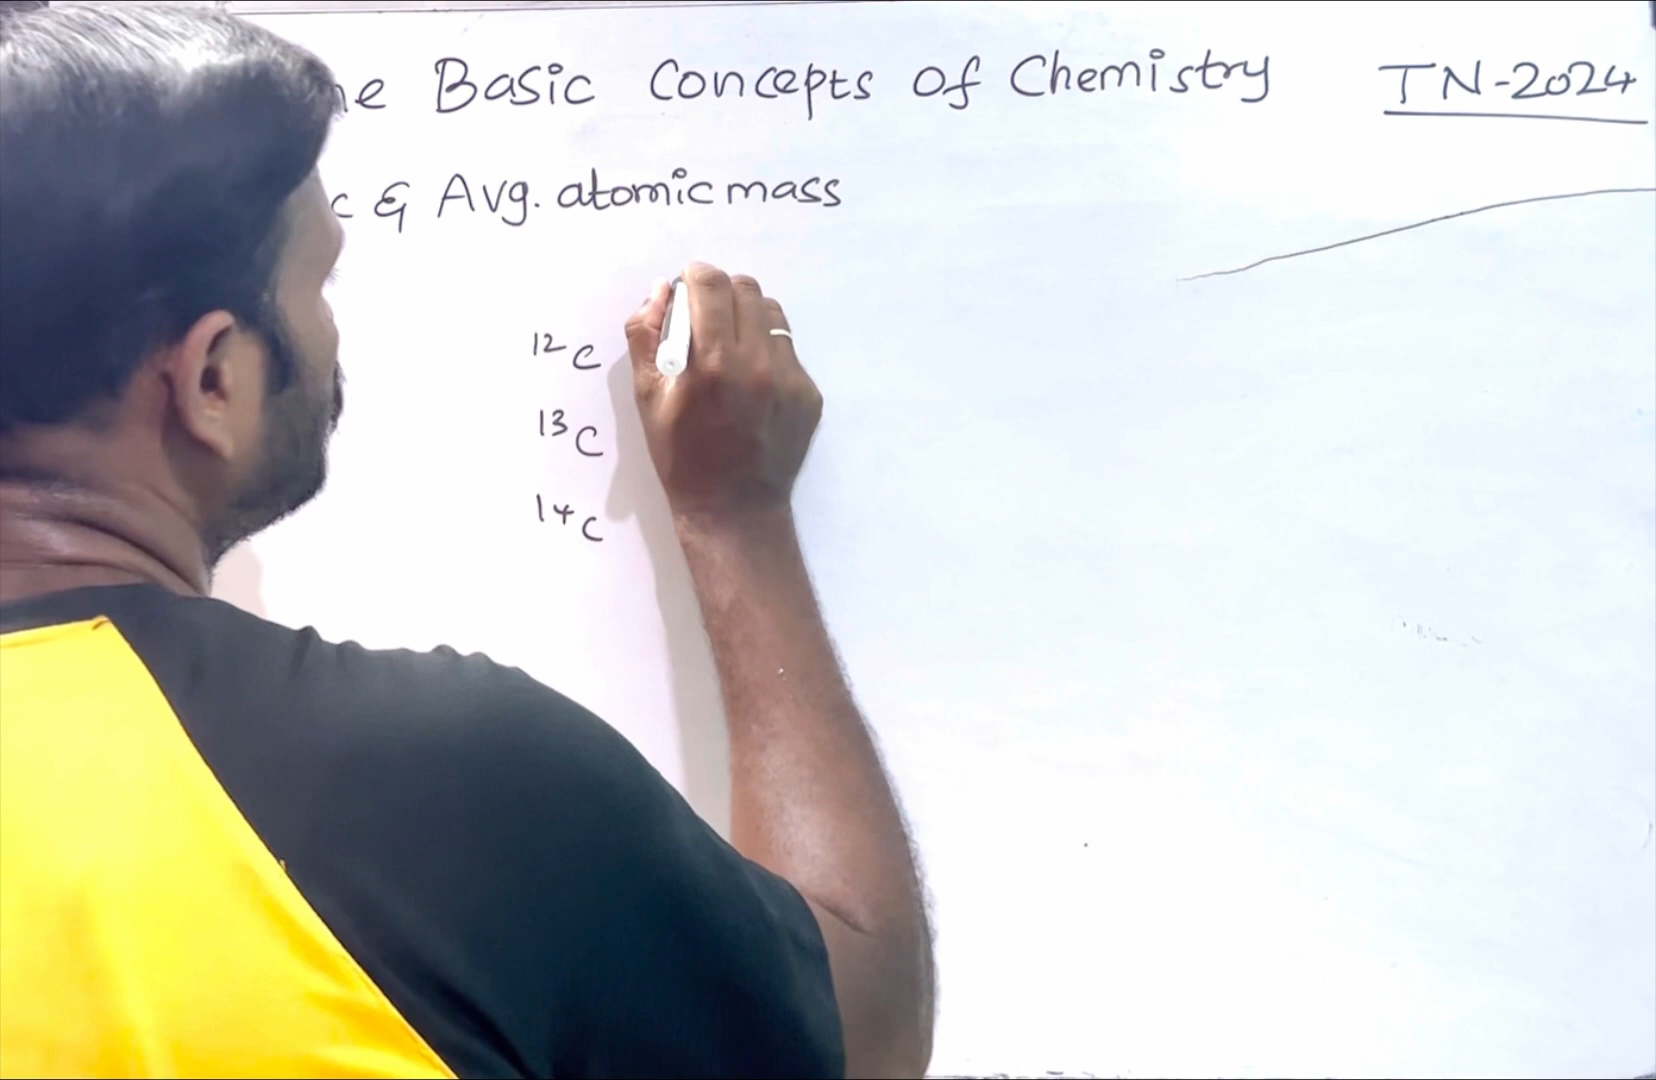 Basic Concepts of Chemistry TN-2024
& Avg. atomic mass
¹²C
¹³C
¹⁴C